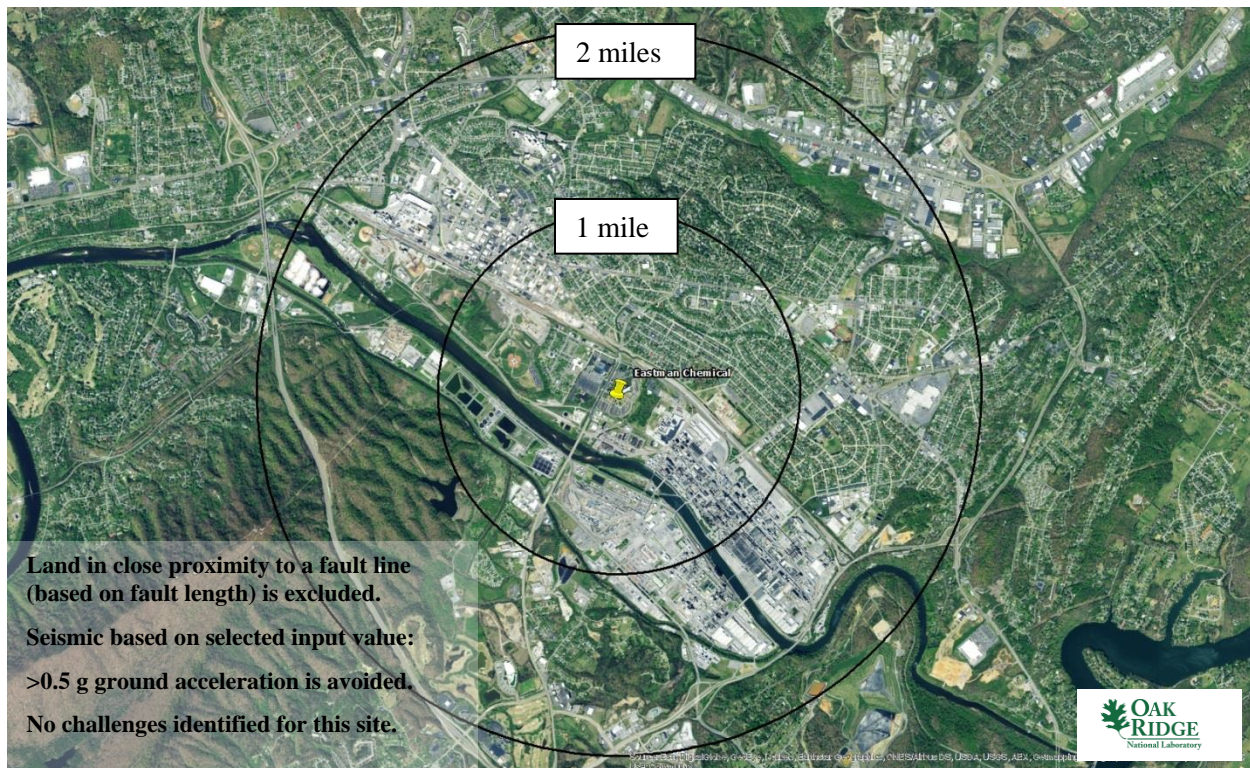 2 miles
1 mile
Eastman Chemical
Land in close proximity to a fault line
(based on fault length) is excluded.
Seismic based on selected input value:
>0.5 g ground acceleration is avoided.
No challenges identified for this site.
OAK
RIDGE
National Laboratory